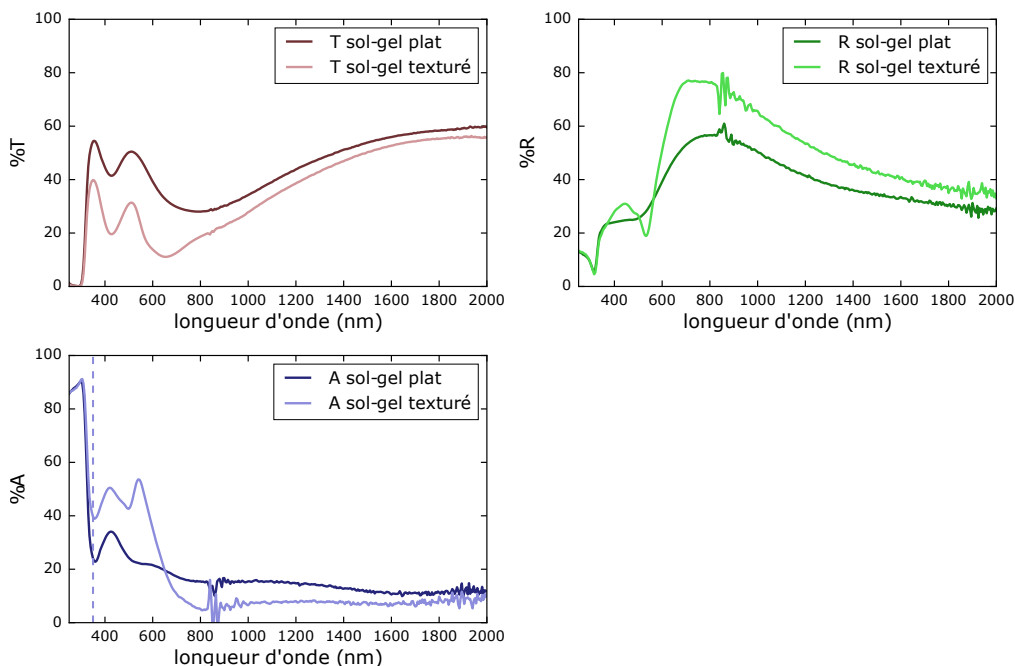 100
80
60
40
20
0
%T
T sol-gel plat
T sol-gel texturé
400 600 800 1000 1200 1400 1600 1800 2000
longueur d'onde (nm)
100
80
60
40
20
0
%R
R sol-gel plat
R sol-gel texturé
400 600 800 1000 1200 1400 1600 1800 2000
longueur d'onde (nm)
100
80
60
40
20
0
%A
A sol-gel plat
A sol-gel texturé
400 600 800 1000 1200 1400 1600 1800 2000
longueur d'onde (nm)